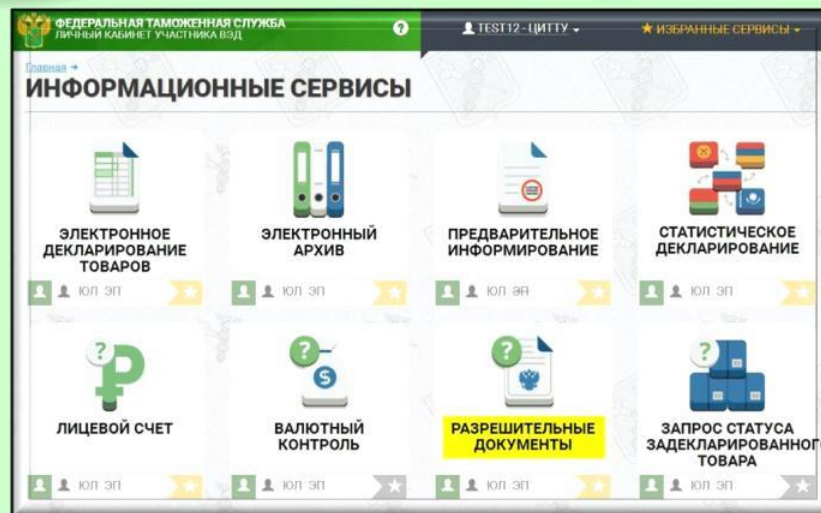 ФЕДЕРАЛЬНАЯ ТАМОЖЕННАЯ СЛУЖБА
ЛИЧНЫЙ КАБИНЕТ УЧАСТНИКА ВЭД
?
TEST12 - ЦИТТУ
ИЗБРАННЫЕ СЕРВИСЫ
Главная →
ИНФОРМАЦИОННЫЕ СЕРВИСЫ
ЭЛЕКТРОННОЕ
ДЕКЛАРИРОВАНИЕ
ТОВАРОВ
ЮЛ ЭП
ЭЛЕКТРОННЫЙ
АРХИВ
ЮЛ ЭП
ПРЕДВАРИТЕЛЬНОЕ
ИНФОРМИРОВАНИЕ
ЮЛ ЭП
СТАТИСТИЧЕСКОЕ
ДЕКЛАРИРОВАНИЕ
ЮЛ ЭП
?
ЛИЦЕВОЙ СЧЕТ
ЮЛ ЭП
?
$
ВАЛЮТНЫЙ
КОНТРОЛЬ
ЮЛ ЭП
?
РАЗРЕШИТЕЛЬНЫЕ
ДОКУМЕНТЫ
ЮЛ ЭП
?
ЗАПРОС СТАТУСА
ЗАДЕКЛАРИРОВАННОГО
ТОВАРА
ЮЛ ЭП